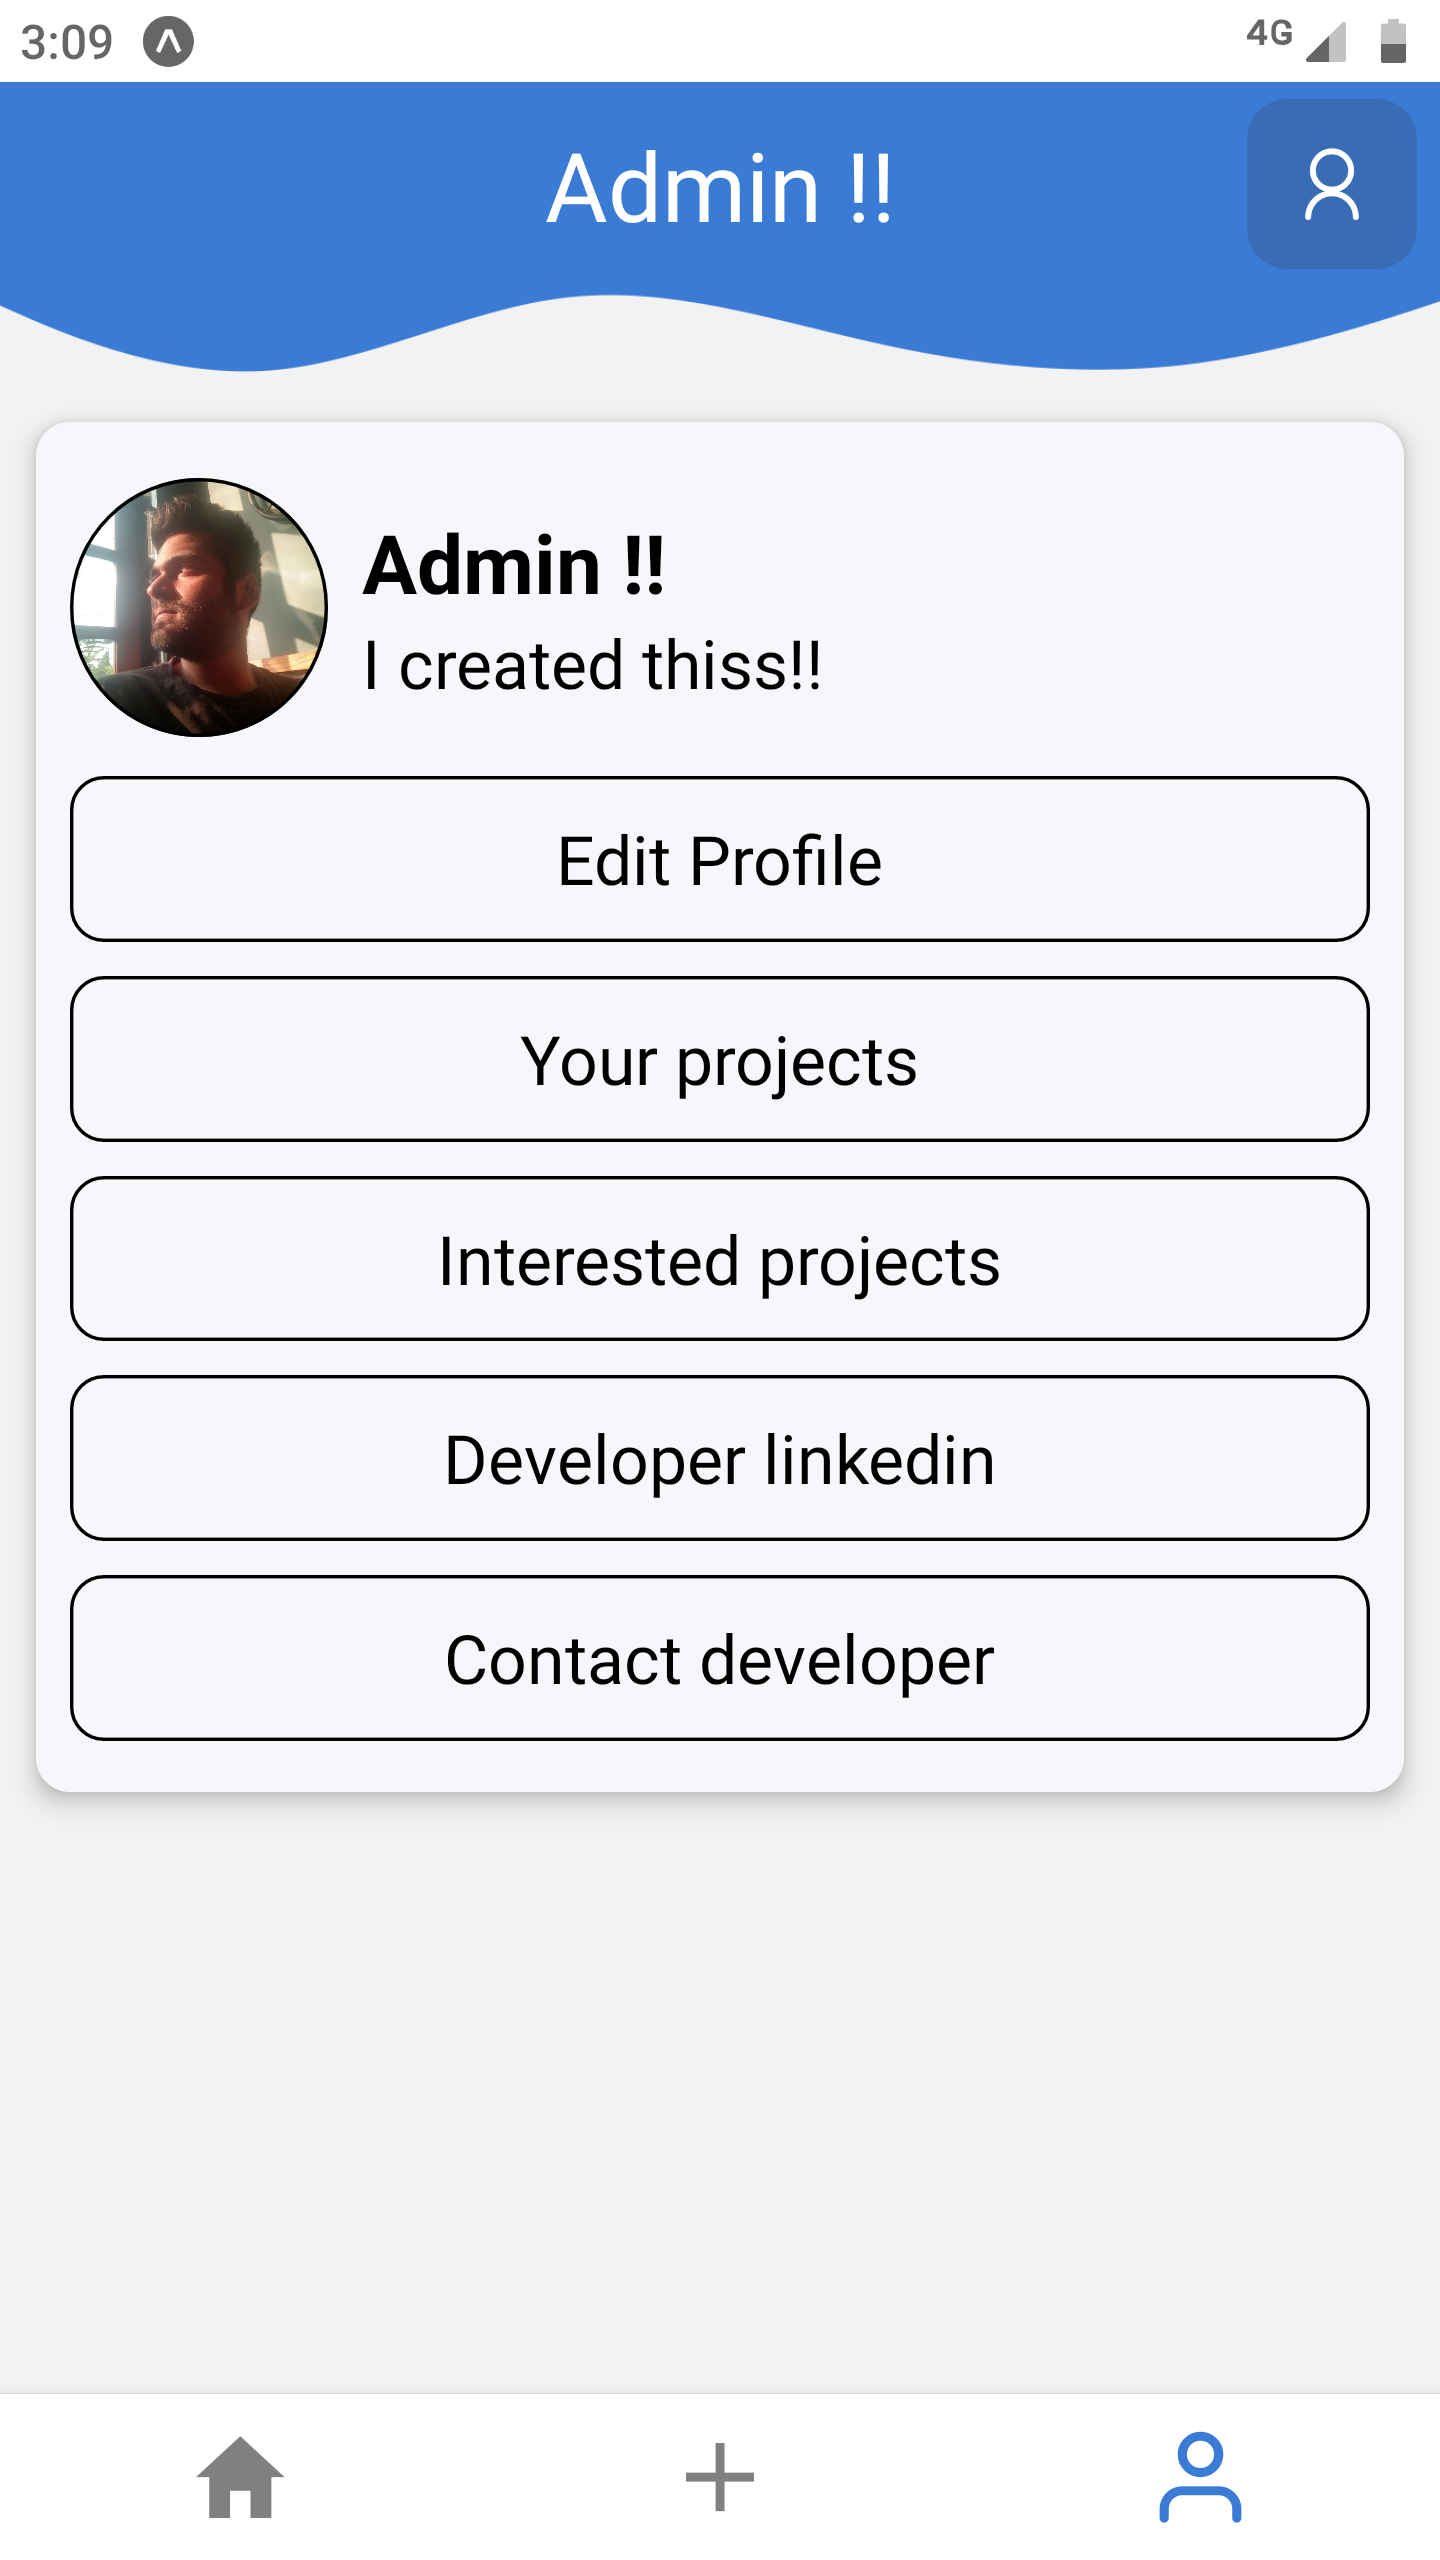 3:09
4G
Admin !!
Admin !!
I created thiss!!
Edit Profile
Your projects
Interested projects
Developer linkedin
Contact developer